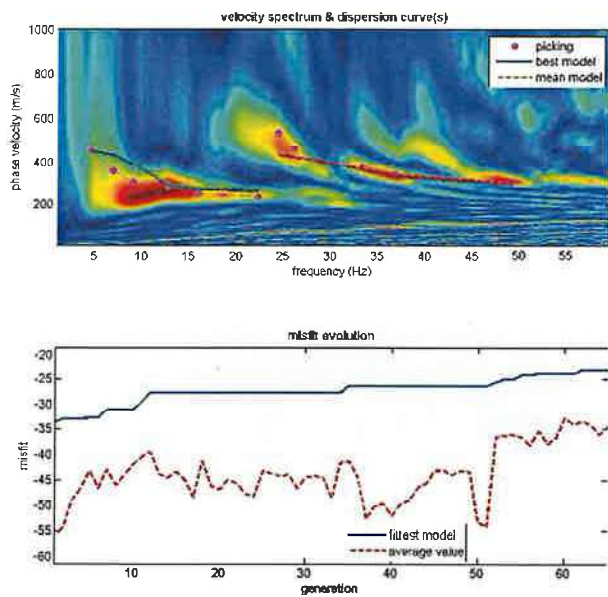 velocity spectrum & dispersion curve(s)
1000
800
600
400
200
phase velocity (m/s)
picking
best model
mean model
5 10 15 20 25 30 35 40 45 50 55
frequency (Hz)
misfit evolution
-20
-25
-30
-35
-40
-45
-50
-55
-60
misfit
fittest model
average value
10 20 30 40 50 60
generation